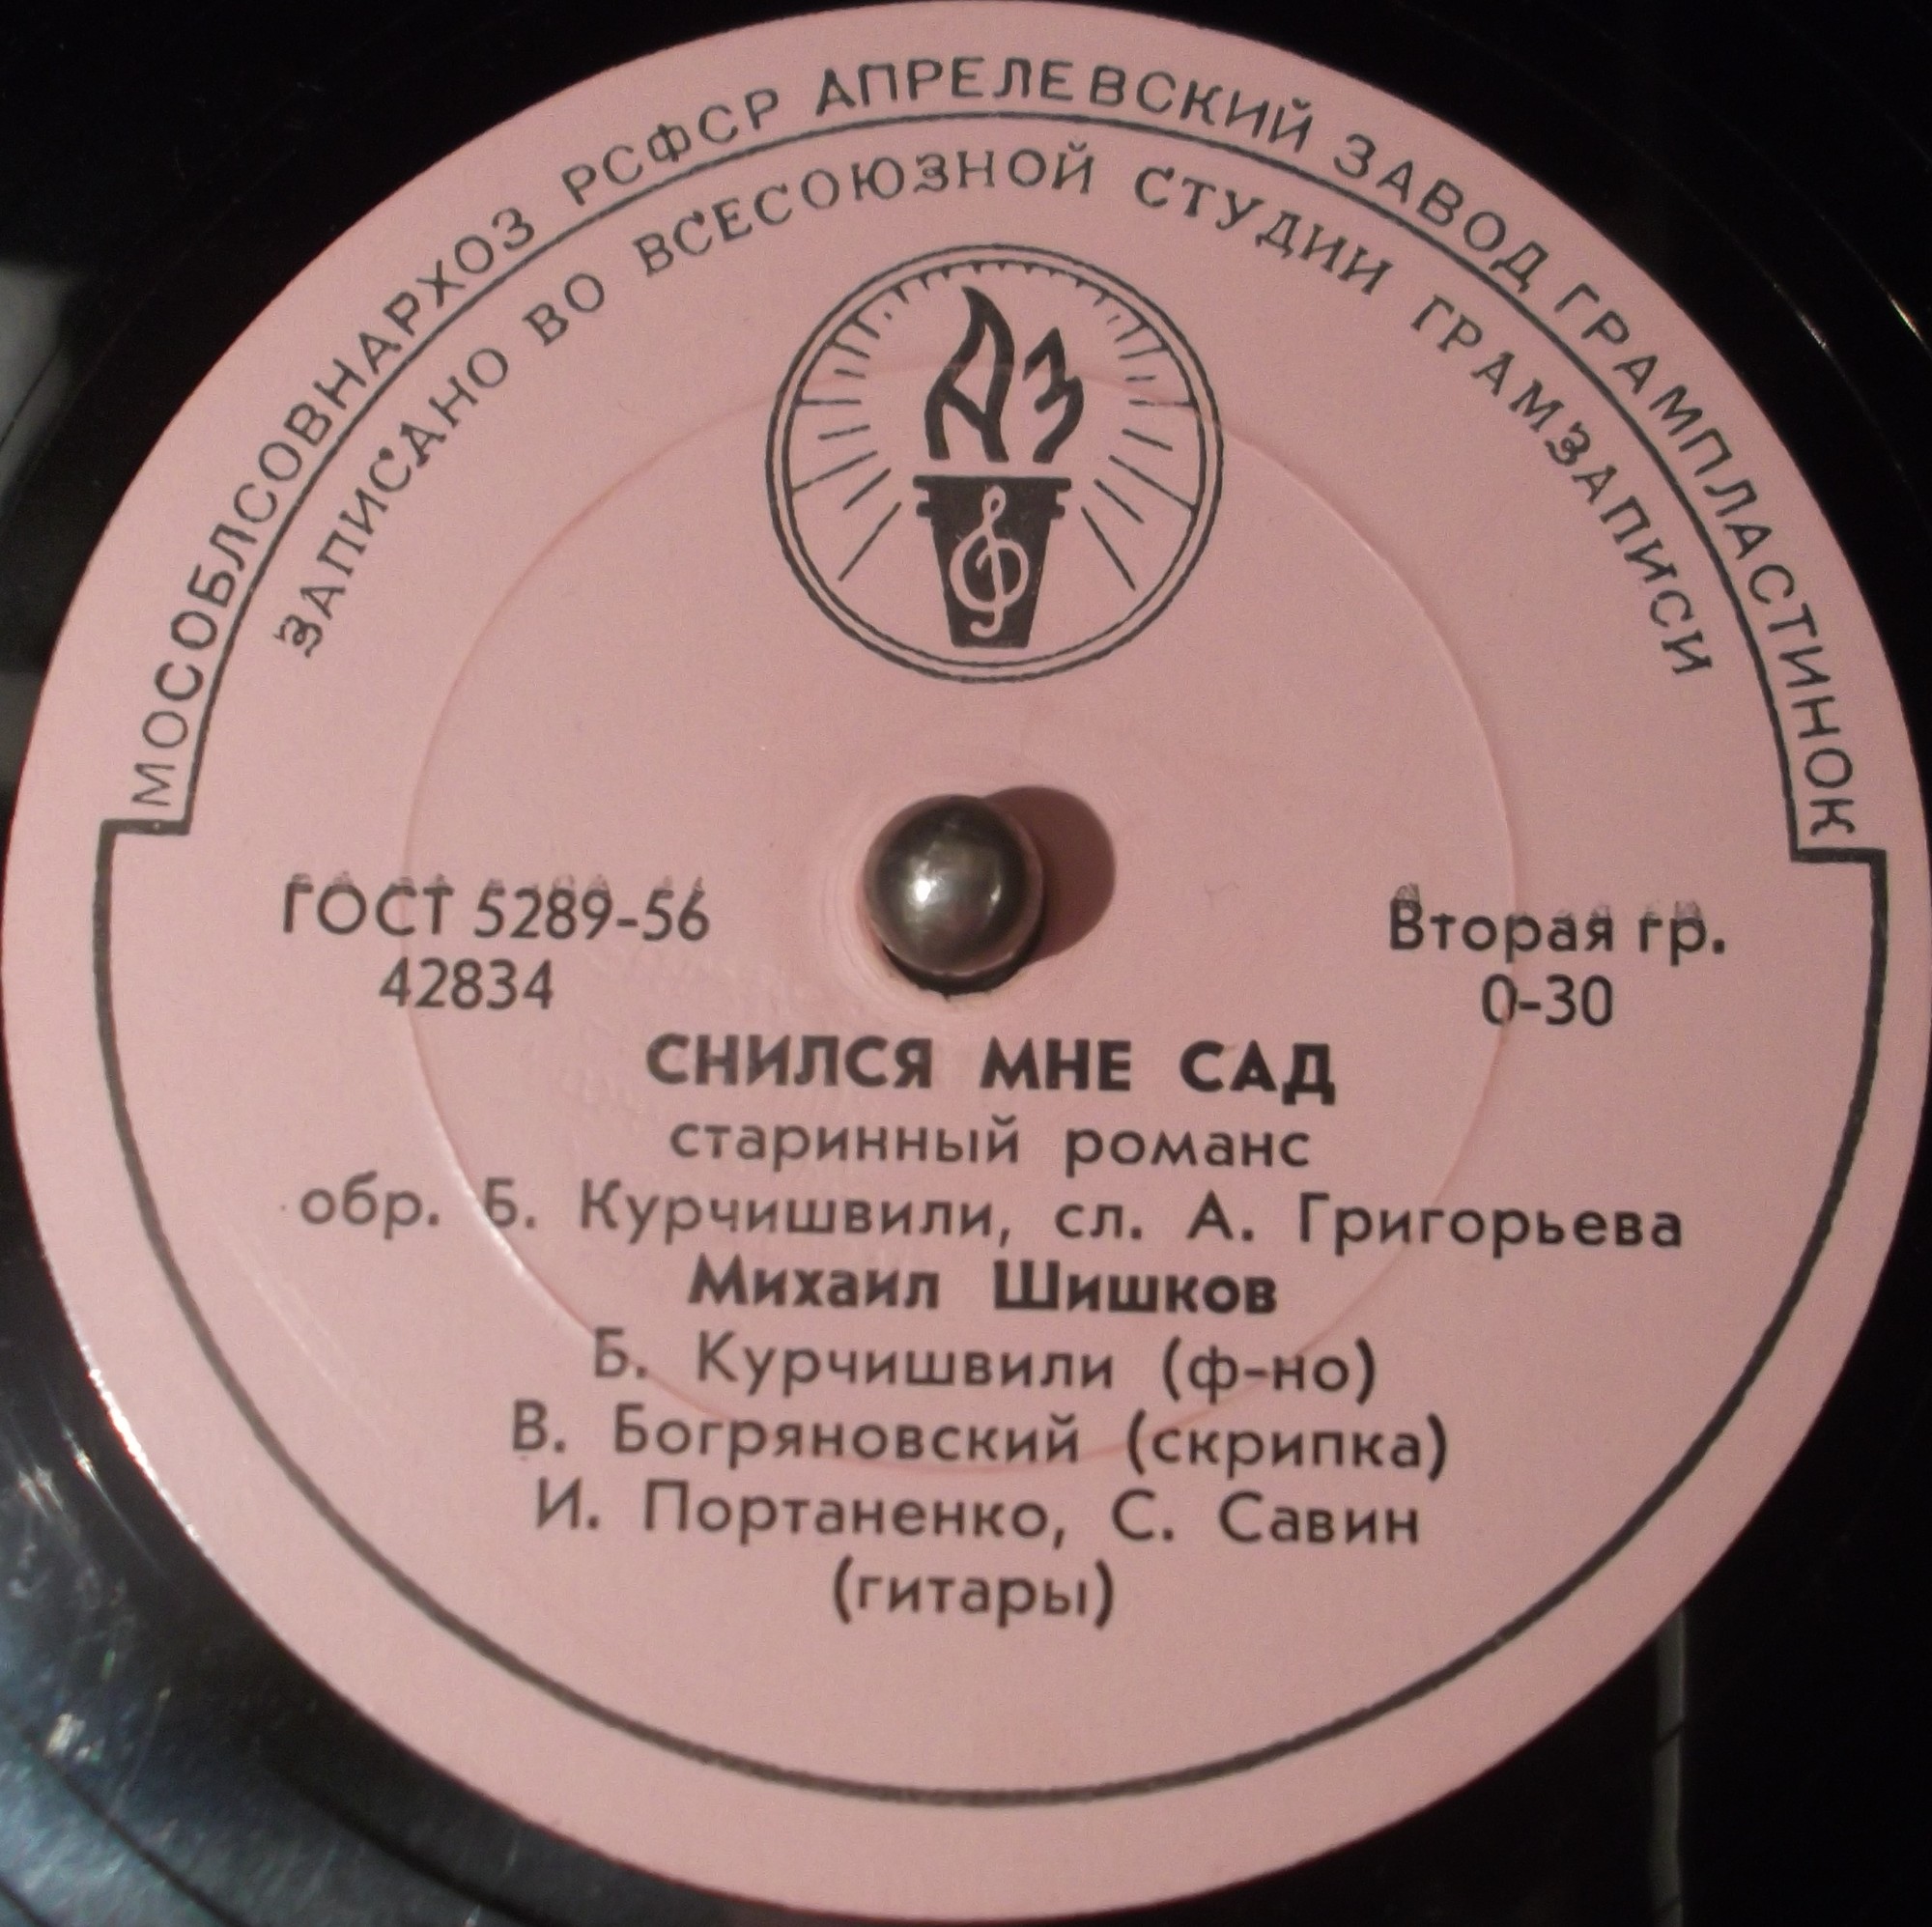 МОСОБЛСОВНАРХОЗ РСФСР АПРЕЛЕВСКИЙ ЗАВОД ГРАМПЛАСТИНОК
ЗАПИСАНО ВО ВСЕСОЮЗНОЙ СТУДИИ ГРАМЗАПИСИ
АЗ
ГОСТ 5289-56
42834
Вторая гр.
0-30
СНИЛСЯ МНЕ САД
старинный романс
обр. Б. Курчишвили, сл. А. Григорьева
Михаил Шишков
Б. Курчишвили (ф-но)
В. Богряновский (скрипка)
И. Портаненко, С. Савин
(гитары)